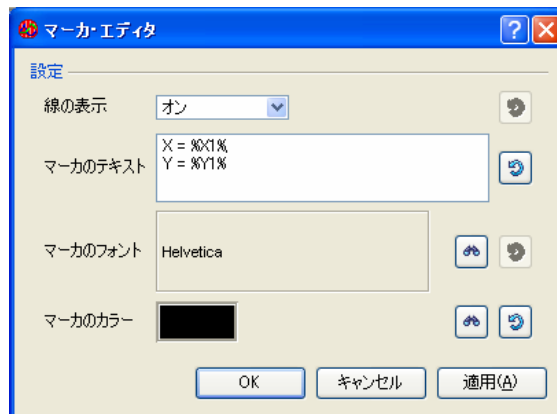 マーカ・エディタ
設定
線の表示
オン
マーカのテキスト
X = %X1%,
Y = %Y1%
マーカのフォント
Helvetica
マーカのカラー
OK
キャンセル
適用(A)